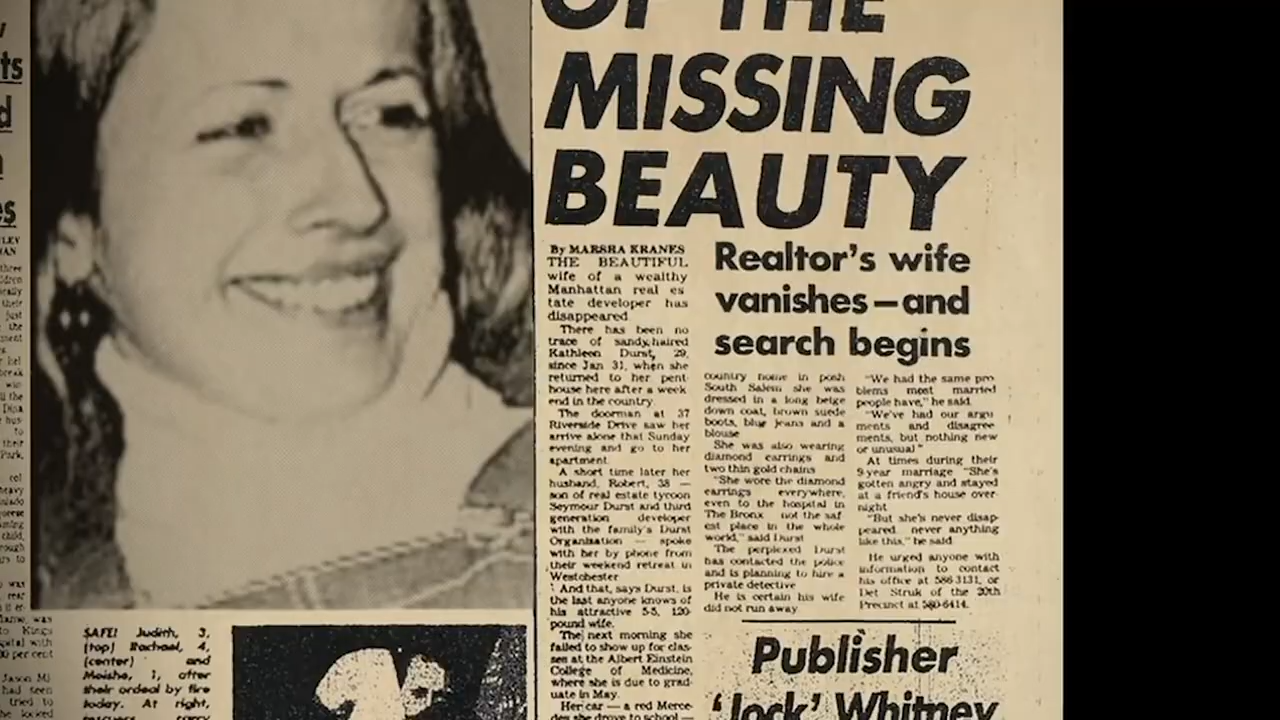 OF THE
MISSING
BEAUTY
Realtor's wife
vanishes—and
search begins
By MARSHA KRANES
THE BEAUTIFUL
wife of a wealthy
Manhattan real es
tate developer has
disappeared
There has been no
trace of sandy haired
Kathleen Durst, 29,
since Jan 31, when she
returned to her pent-
house here after a week
end in the country.
The doorman at 37
Riverside Drive saw her
arrive alone that Sunday
evening and go to her
apartment.
A short time later her
husband, Robert, 38 —
son of real estate tycoon
Seymour Durst and third
generation developer
with the family's Durst
Organization — spoke
with her by phone from
their weekend retreat in
Westchester
And that, says Durst, is
the last anyone knows of
his attractive 5-5, 120-
pound wife.
The next morning she
failed to show up for clas-
ses at the Albert Einstein
College of Medicine,
where she is due to grad-
uate in May.
Her car — a red Merce-
des she drove to school —
country home in posh
South Salem she was
dressed in a long beige
down coat, brown suede
boots, blue jeans and a
blouse
She was also wearing
diamond earrings and
two thin gold chains
"She wore the diamond
earrings everywhere,
even to the hospital in
The Bronx not the saf
est place in the whole
world," said Durst
The perplexed Durst
has contacted the police
and is planning to hire a
private detective
He is certain his wife
did not run away
"We had the same pro
blems most married
people have," he said.
"We've had our argu
ments and disagree
ments, but nothing new
or unusual"
At times during their
9-year marriage "She's
gotten angry and stayed
at a friend's house over-
night
"But she's never disap-
peared never anything
like this," he said
He urged anyone with
information to contact
his office at 586-3131, or
Det Struk of the 20th
Precinct at 580-6414.
Publisher
'Jock' Whitney
SAFE! Judith, 3,
(top) Rachael, 4,
(center) and
Moishe, 1, after
their ordeal by fire
today. At right,